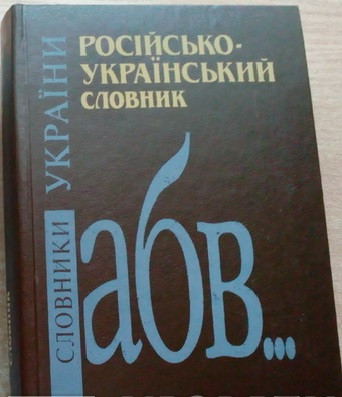 РОСІЙСЬКО-
УКРАЇНСЬКИЙ
СЛОВНИК
СЛОВНИКИ УКРАЇНИ
абв...